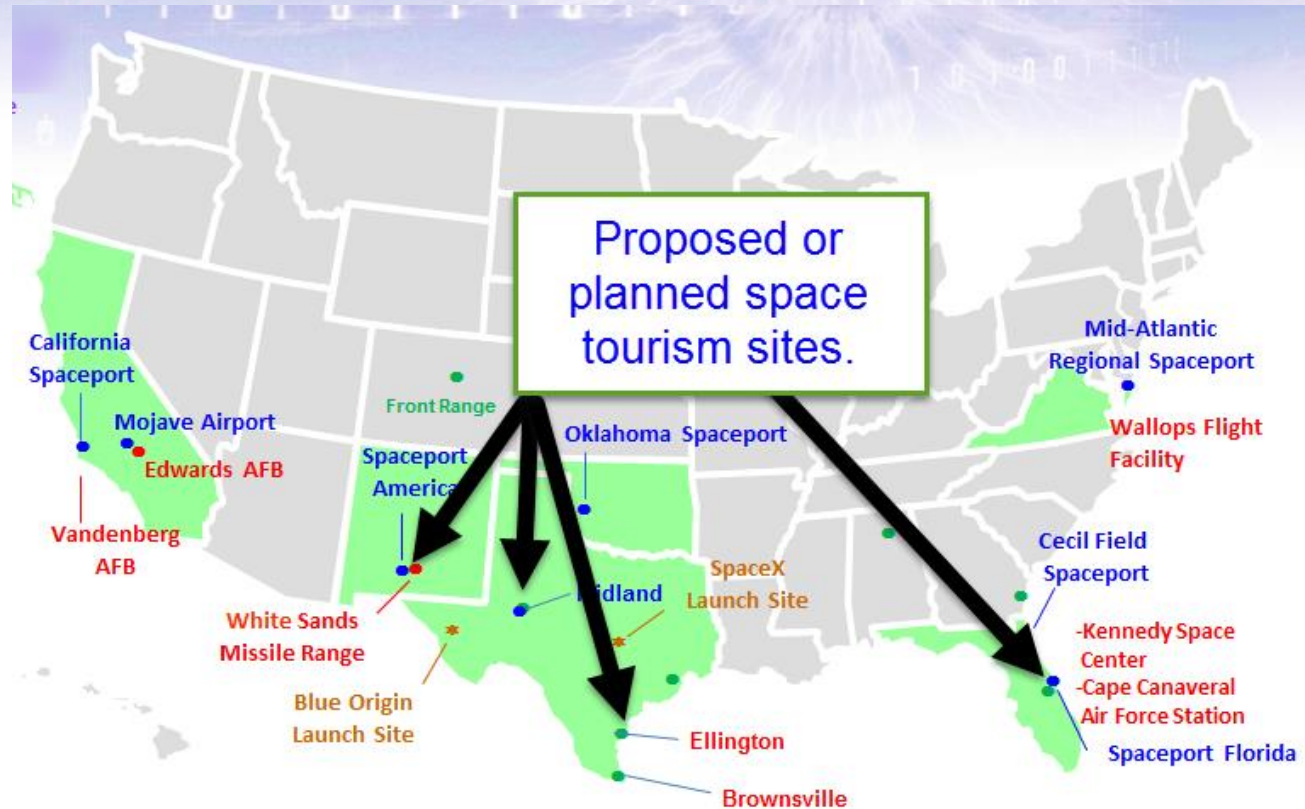 Proposed or
planned space
tourism sites.
California
Spaceport
Mojave Airport
Edwards AFB
Vandenberg
AFB
Front Range
Spaceport
America
Oklahoma Spaceport
White Sands
Missile Range
Blue Origin
Launch Site
SpaceX
Launch Site
Ellington
Brownsville
Mid-Atlantic
Regional Spaceport
Wallops Flight
Facility
Cecil Field
Spaceport
-Kennedy Space
Center
-Cape Canaveral
Air Force Station
Spaceport Florida